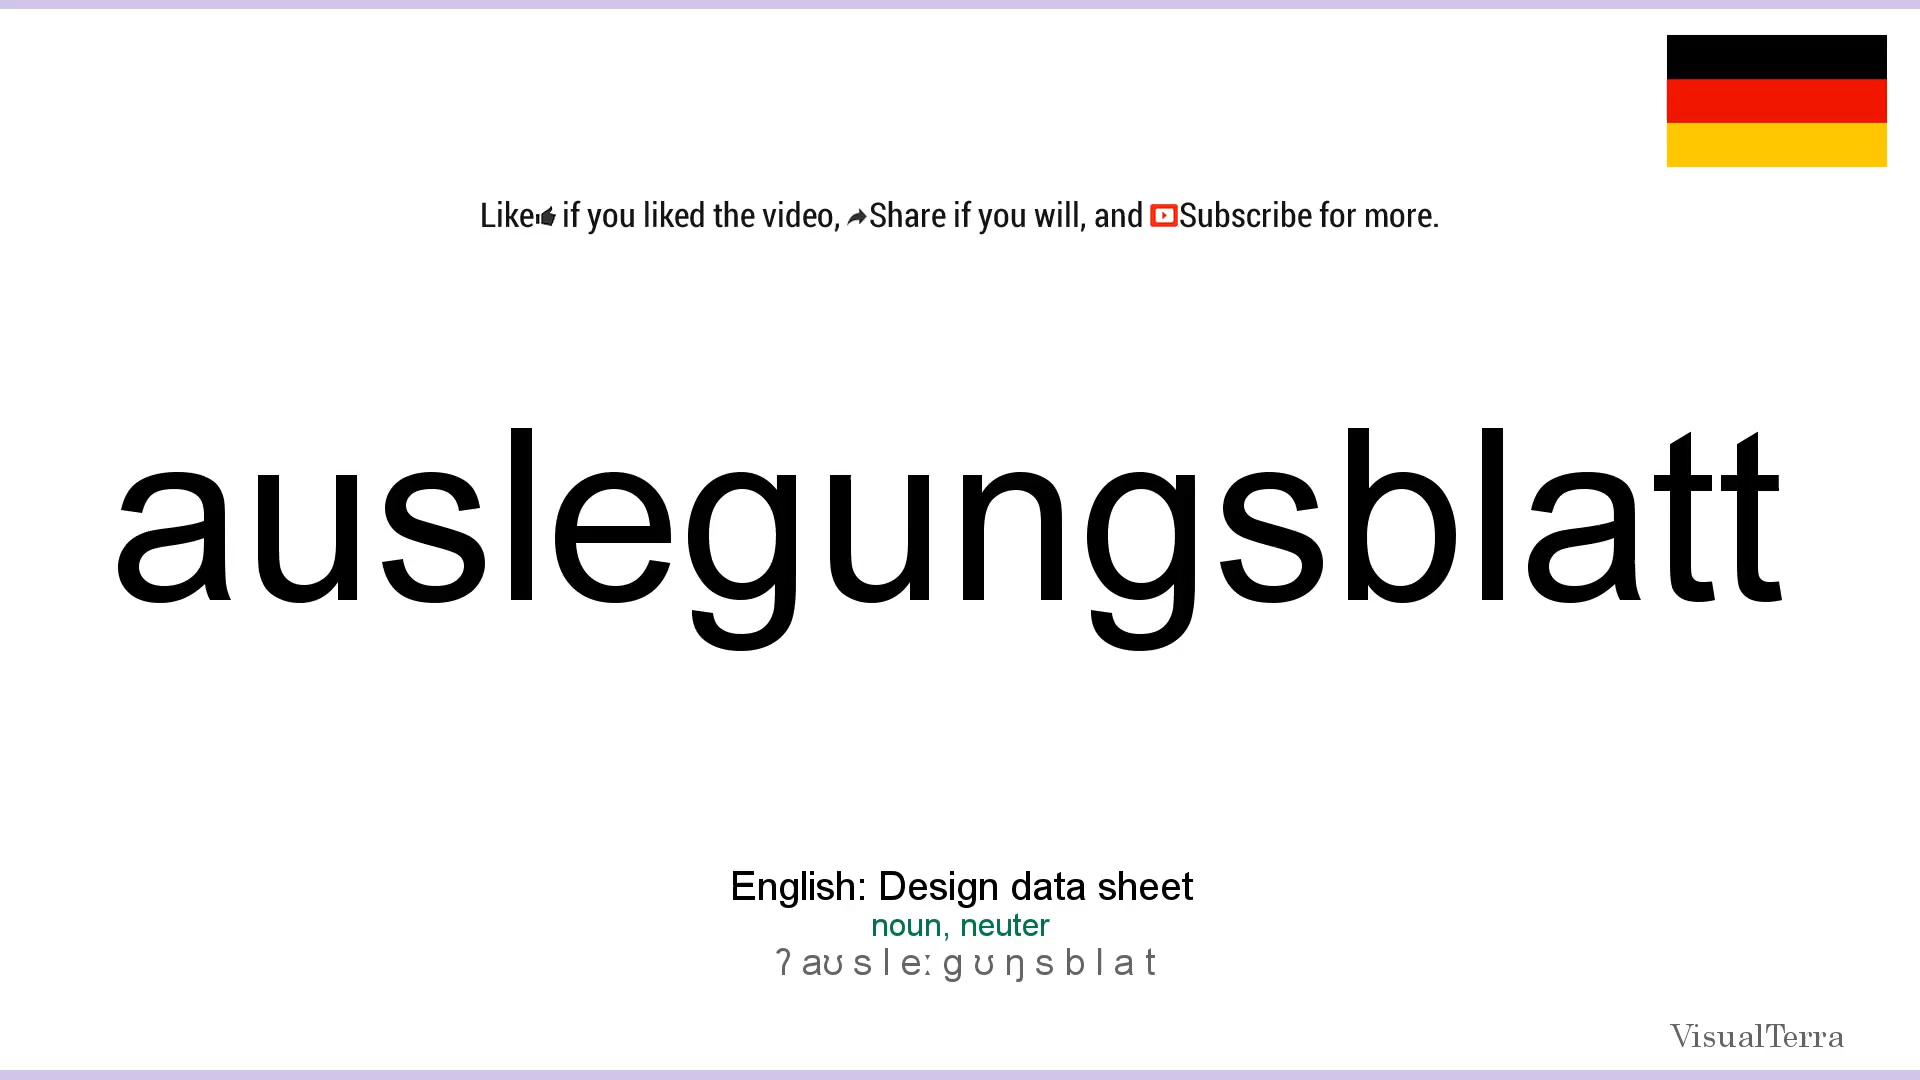 Like if you liked the video, Share if you will, and Subscribe for more.
auslegungsblatt
English: Design data sheet
noun, neuter
ʔ aʊ s l eː g ʊ ŋ s b l a t
VisualTerra